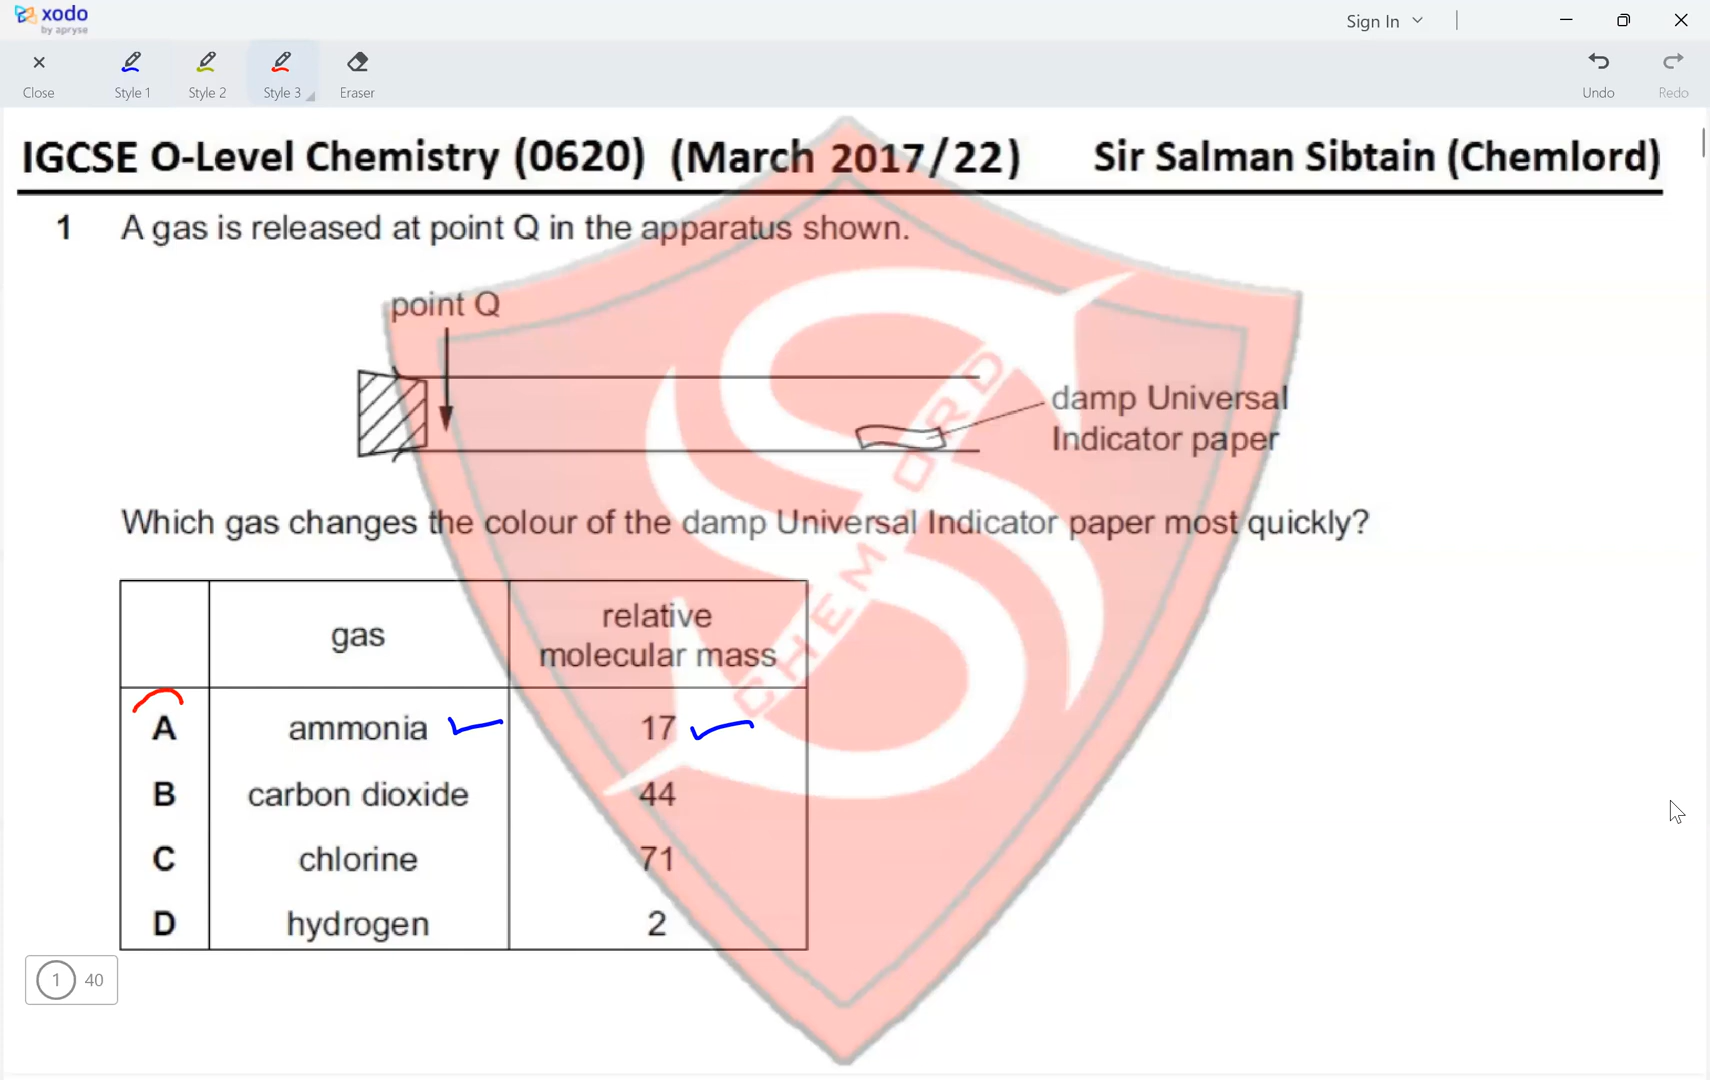 xodo
by apryse
Sign In
Close
Style 1
Style 2
Style 3
Eraser
Undo
Redo
IGCSE O-Level Chemistry (0620) (March 2017/22) Sir Salman Sibtain (Chemlord)
1 A gas is released at point Q in the apparatus shown.
point Q
damp Universal
Indicator paper
CHEMLORD
Which gas changes the colour of the damp Universal Indicator paper most quickly?
gas
relative
molecular mass
A ammonia 17
B carbon dioxide 44
C chlorine 71
D hydrogen 2
1 40